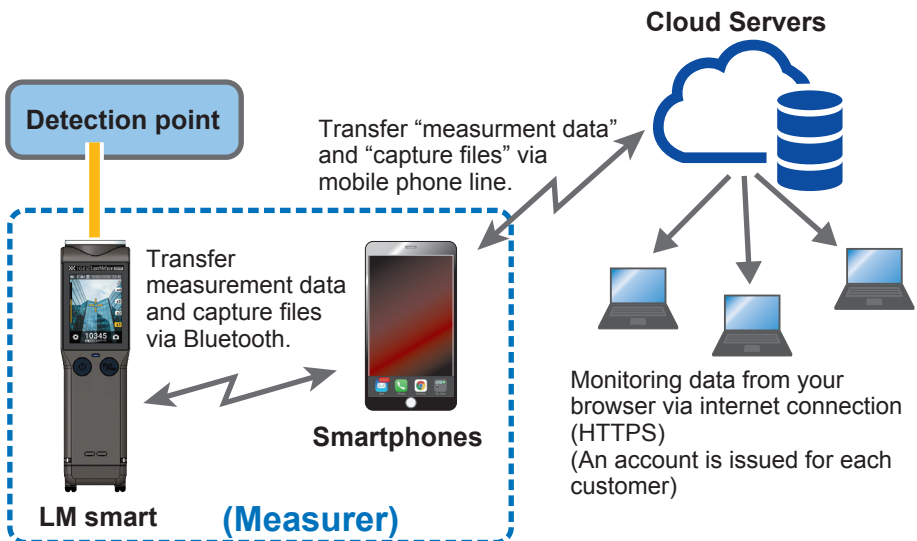 Cloud Servers
Detection point
Transfer “measurment data”
and “capture files” via
mobile phone line.
Transfer
measurement data
and capture files
via Bluetooth.
10345
Smartphones
LM smart
(Measurer)
Monitoring data from your
browser via internet connection
(HTTPS)
(An account is issued for each
customer)